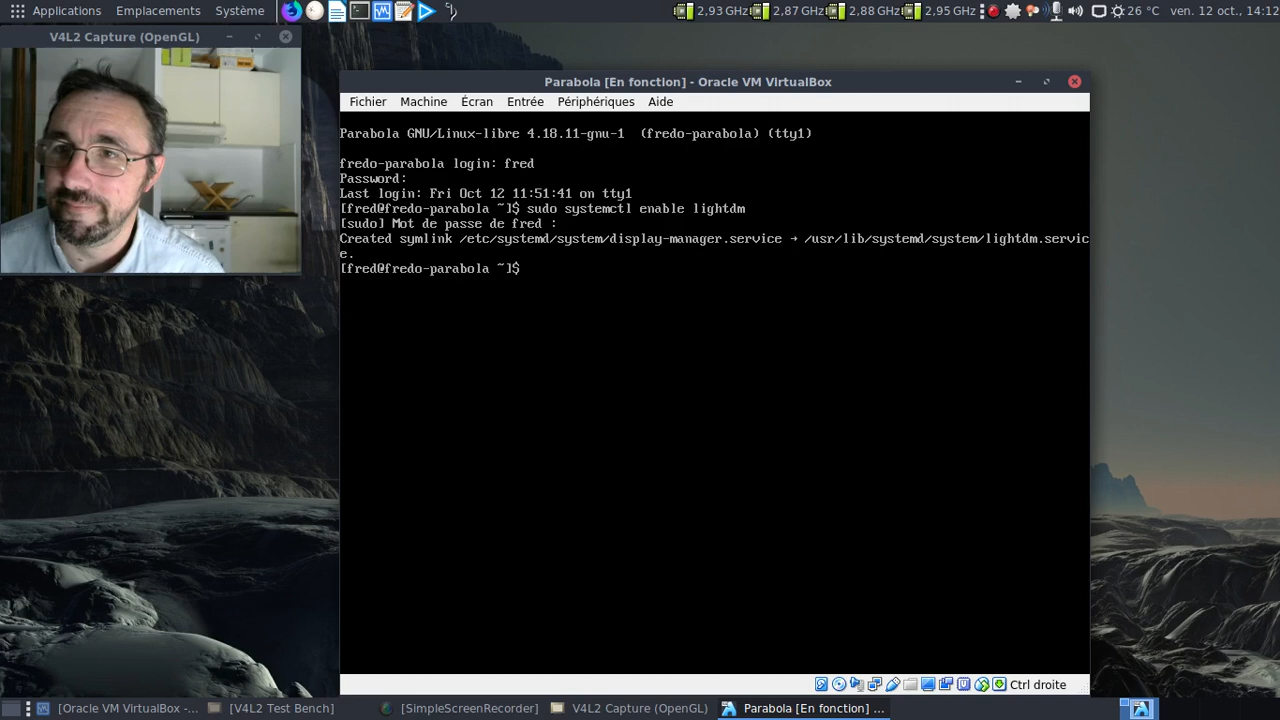 Applications Emplacements Système
2,93 GHz 2,87 GHz 2,88 GHz 2,95 GHz 26 °C ven. 12 oct., 14:12
V4L2 Capture (OpenGL)
Parabola [En fonction] - Oracle VM VirtualBox
Fichier Machine Écran Entrée Périphériques Aide
Parabola GNU/Linux-libre 4.18.11-gnu-1 (fredo-parabola) (tty1)
fredo-parabola login: fred
Password:
Last login: Fri Oct 12 11:51:41 on tty1
[fred@fredo-parabola ~]$ sudo systemctl enable lightdm
[sudo] Mot de passe de fred :
Created symlink /etc/systemd/system/display-manager.service → /usr/lib/systemd/system/lightdm.servic
e.
[fred@fredo-parabola ~]$
Ctrl droite
[Oracle VM VirtualBox -... [V4L2 Test Bench] [SimpleScreenRecorder] V4L2 Capture (OpenGL) Parabola [En fonction] ...